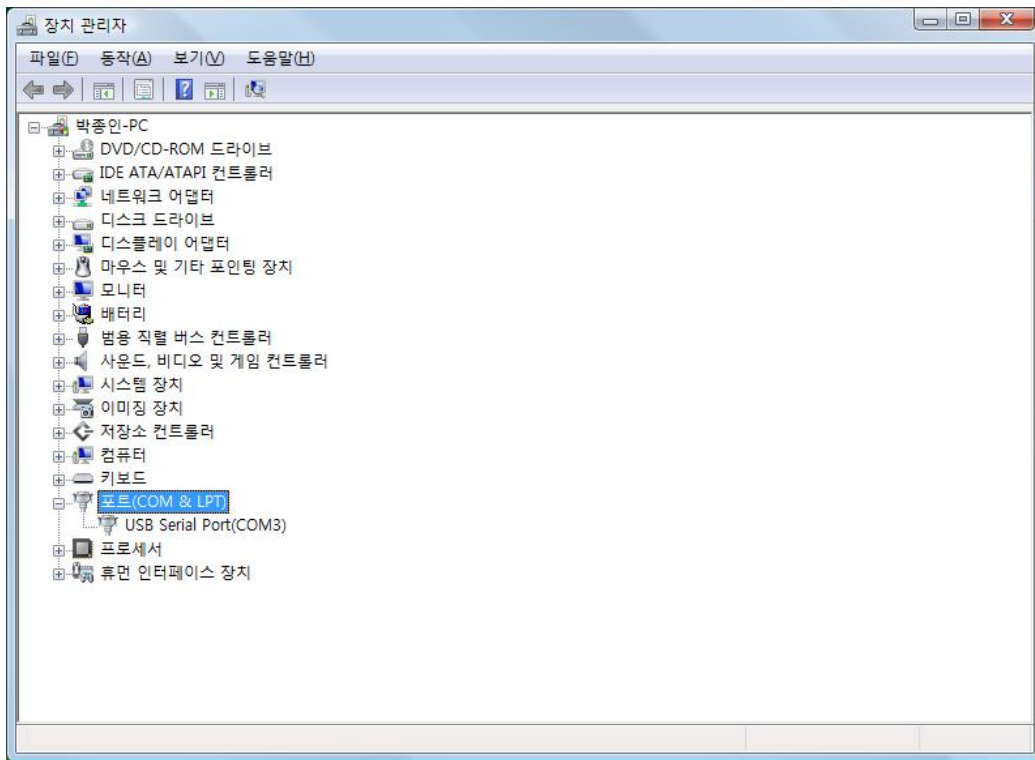 장치 관리자
파일(F) 동작(A) 보기(V) 도움말(H)
박종인-PC
DVD/CD-ROM 드라이브
IDE ATA/ATAPI 컨트롤러
네트워크 어댑터
디스크 드라이브
디스플레이 어댑터
마우스 및 기타 포인팅 장치
모니터
배터리
범용 직렬 버스 컨트롤러
사운드, 비디오 및 게임 컨트롤러
시스템 장치
이미징 장치
저장소 컨트롤러
컴퓨터
키보드
포트(COM & LPT)
USB Serial Port(COM3)
프로세서
휴먼 인터페이스 장치